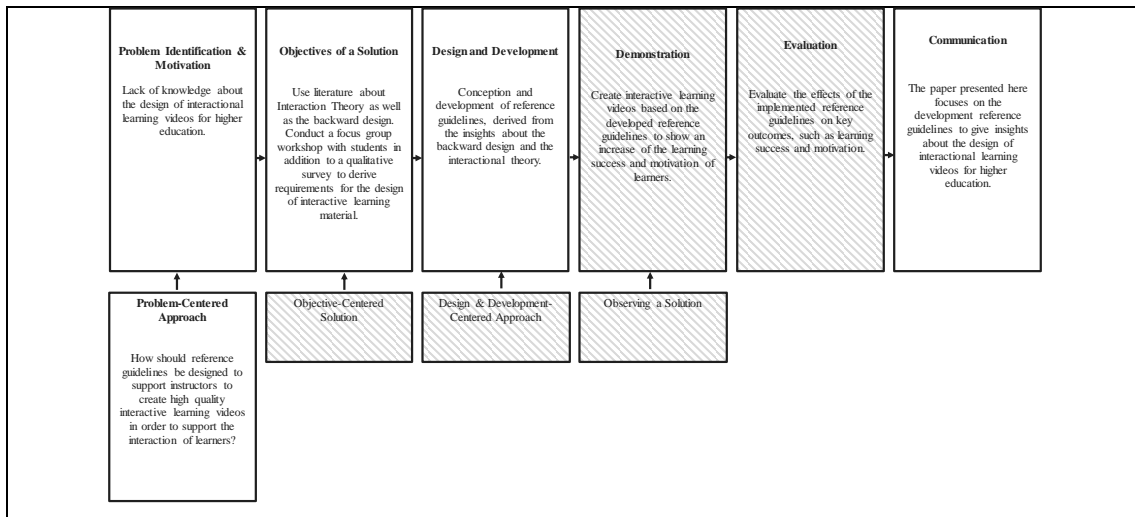 Problem Identification &
Motivation
Lack of knowledge about
the design of interactional
learning videos for higher
education.
Objectives of a Solution
Use literature about
Interaction Theory as well
as the backward design.
Conduct a focus group
workshop with students in
addition to a qualitative
survey to derive
requirements for the design
of interactive learning
material.
Design and Development
Conception and
development of reference
guidelines, derived from
the insights about the
backward design and the
interactional theory.
Demonstration
Create interactive learning
videos based on the
developed reference
guidelines to show an
increase of the learning
success and motivation of
learners.
Evaluation
Evaluate the effects of the
implemented reference
guidelines on key
outcomes, such as learning
success and motivation.
Communication
The paper presented here
focuses on the
development reference
guidelines to give insights
about the design of
interactional learning
videos for higher
education.
Problem-Centered
Approach
How should reference
guidelines be designed to
support instructors to
create high quality
interactive learning videos
in order to support the
interaction of learners?
Objective-Centered
Solution
Design & Development-
Centered Approach
Observing a Solution